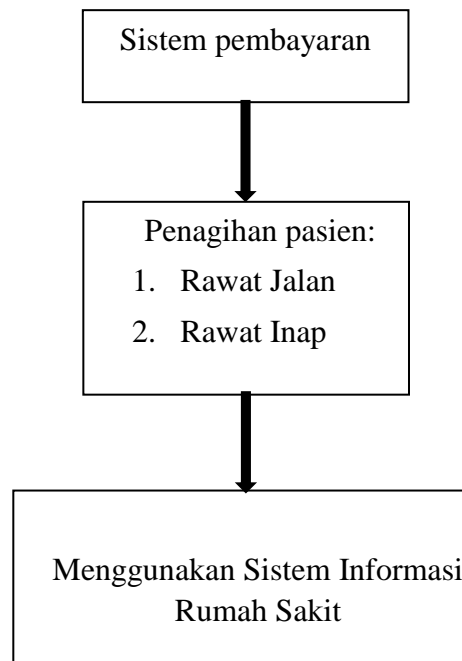 Sistem pembayaran
Penagihan pasien:
1. Rawat Jalan
2. Rawat Inap
Menggunakan Sistem Informasi
Rumah Sakit